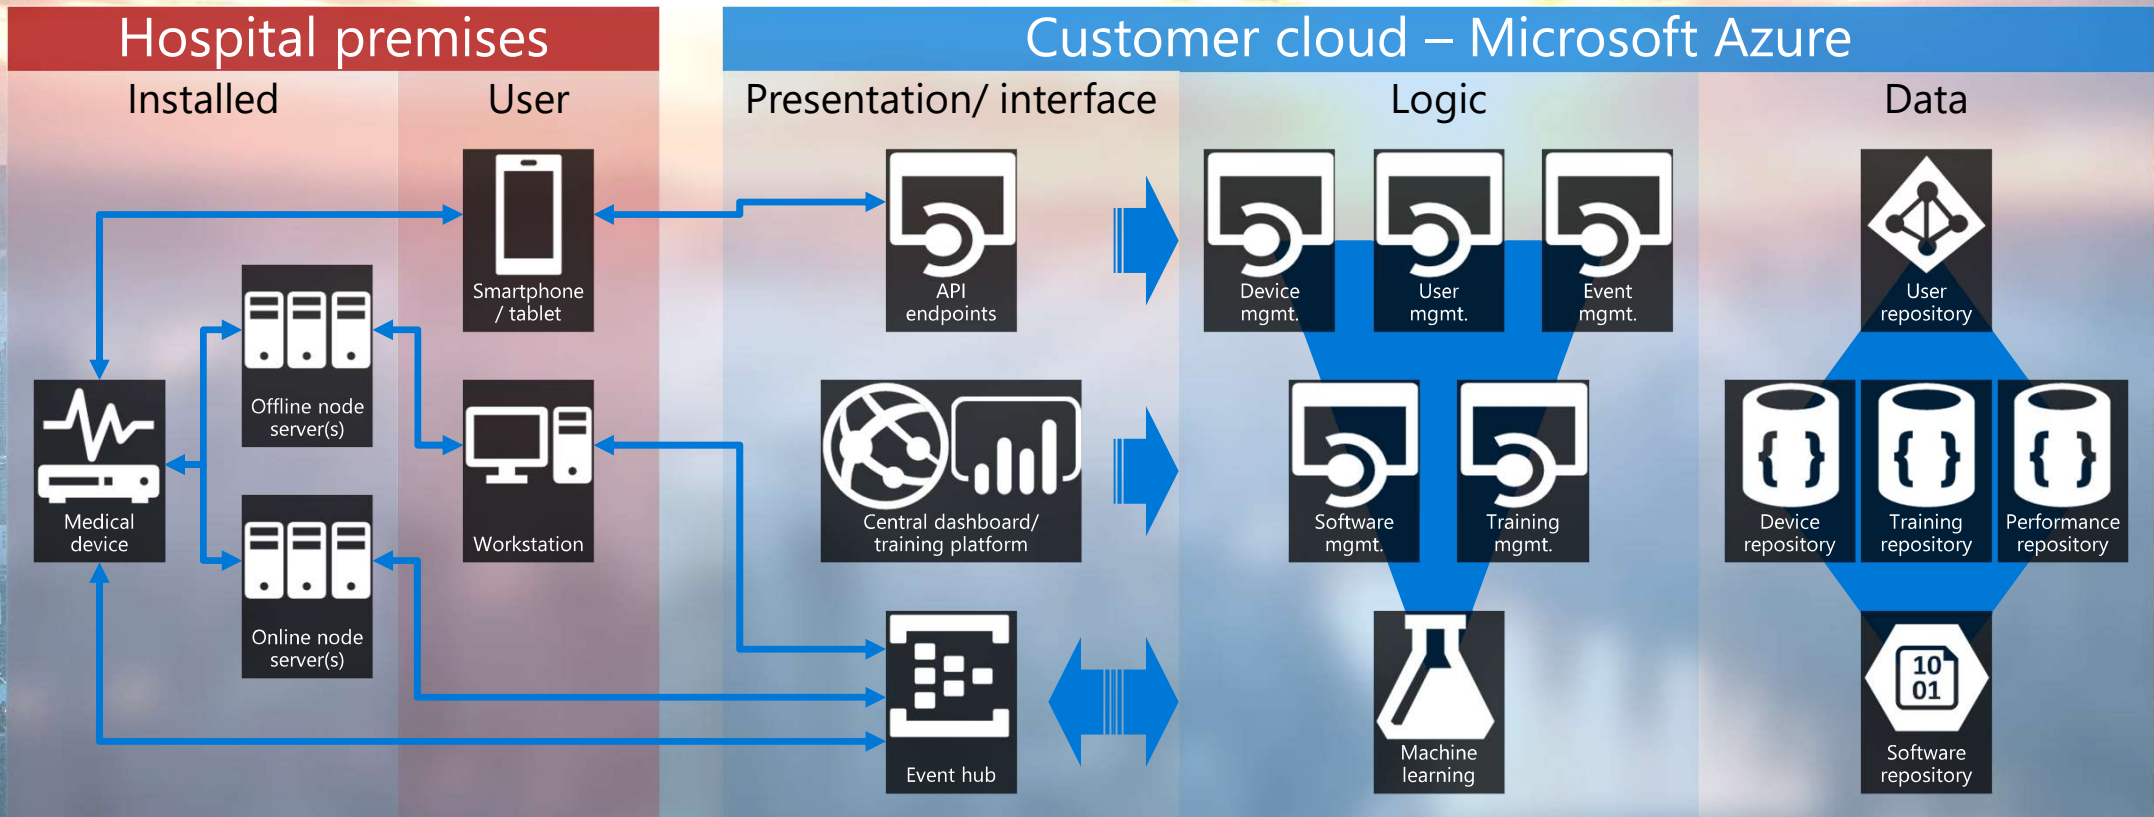 Hospital premises
Customer cloud – Microsoft Azure
Installed
User
Presentation/ interface
Logic
Data
Smartphone
/ tablet
API
endpoints
Device
mgmt.
User
mgmt.
Event
mgmt.
User
repository
Offline node
server(s)
Medical
device
Workstation
Central dashboard/
training platform
Software
mgmt.
Training
mgmt.
{ }
Device
repository
{ }
Training
repository
{ }
Performance
repository
Online node
server(s)
Event hub
Machine
learning
10
01
Software
repository